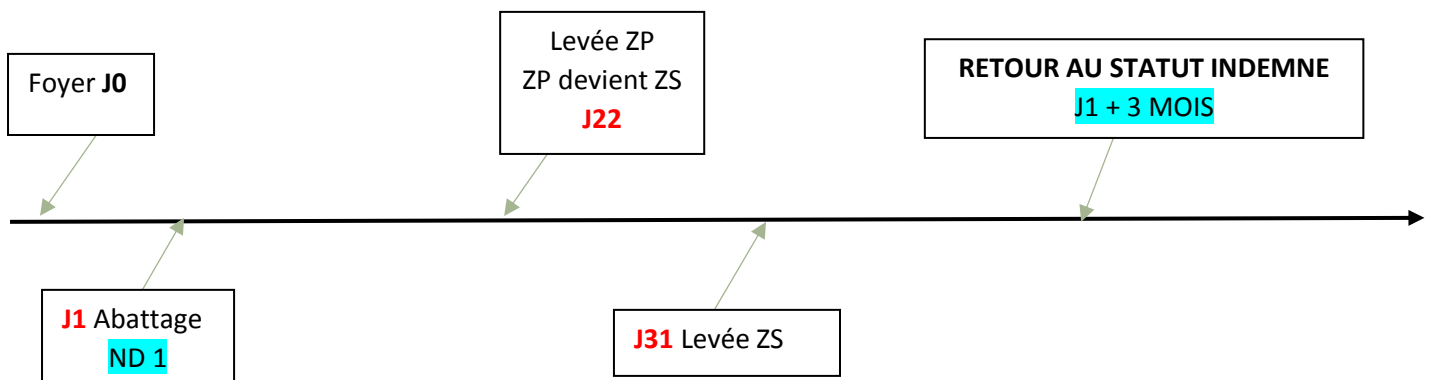 Foyer J0
Levée ZP
ZP devient ZS
J22
RETOUR AU STATUT INDEMNE
J1 + 3 MOIS
J1 Abattage
ND 1
J31 Levée ZS